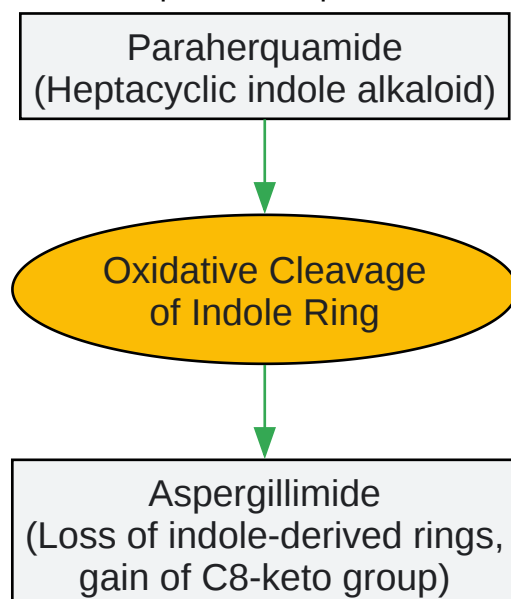 Paraherquamide
(Heptacyclic indole alkaloid)
Oxidative Cleavage
of Indole Ring
Aspergillimide
(Loss of indole-derived rings,
gain of C8-keto group)